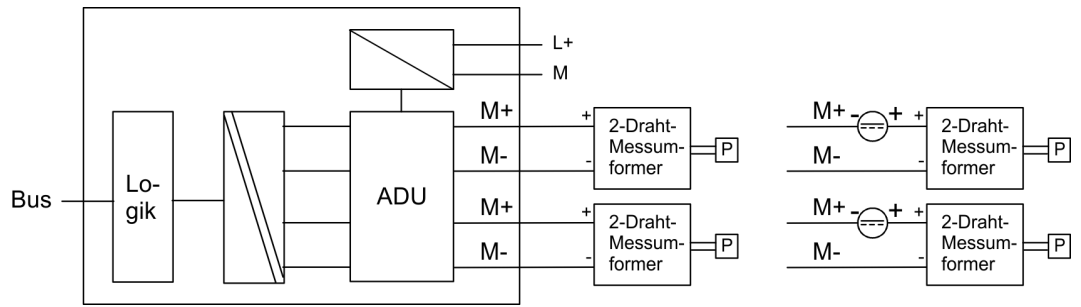 L+
M
M+
+
2-Draht-
Messum-
former
P
M-
-
Bus
Lo-
gik
ADU
M+
+
2-Draht-
Messum-
former
P
M-
-
M+ - + +
2-Draht-
Messum-
former
P
M-
-
M+ - + +
2-Draht-
Messum-
former
P
M-
-